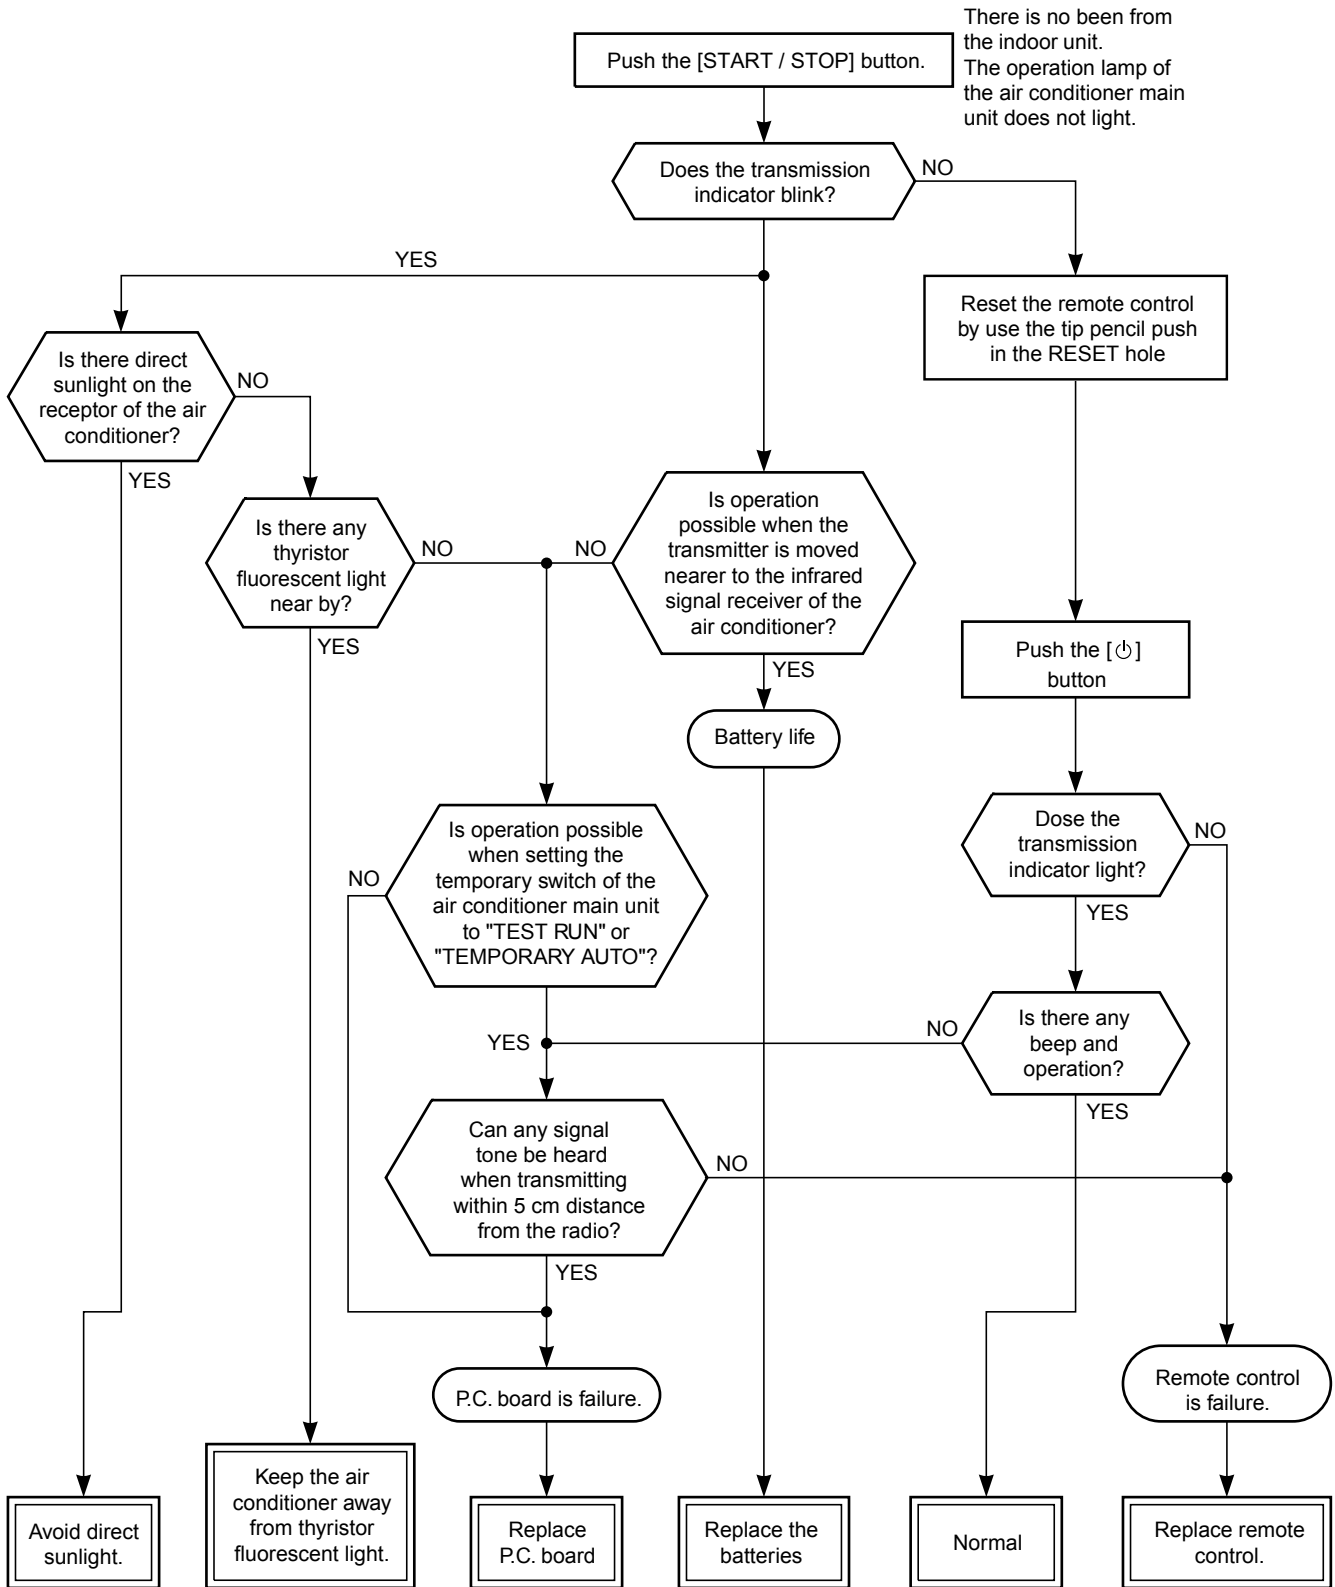 There is no been from
the indoor unit.
The operation lamp of
the air conditioner main
unit does not light.
Push the [START / STOP] button.
Does the transmission
indicator blink?
NO
YES
Reset the remote control
by use the tip pencil push
in the RESET hole
Is there direct
sunlight on the
receptor of the air
conditioner?
NO
YES
Is there any
thyristor
fluorescent light
near by?
NO
YES
NO
Is operation
possible when the
transmitter is moved
nearer to the infrared
signal receiver of the
air conditioner?
YES
Push the [⏻]
button
Battery life
Is operation possible
when setting the
temporary switch of the
air conditioner main unit
to "TEST RUN" or
"TEMPORARY AUTO"?
NO
YES
Dose the
transmission
indicator light?
NO
YES
Is there any
beep and
operation?
NO
YES
Can any signal
tone be heard
when transmitting
within 5 cm distance
from the radio?
NO
YES
P.C. board is failure.
Remote control
is failure.
Avoid direct
sunlight.
Keep the air
conditioner away
from thyristor
fluorescent light.
Replace
P.C. board
Replace the
batteries
Normal
Replace remote
control.